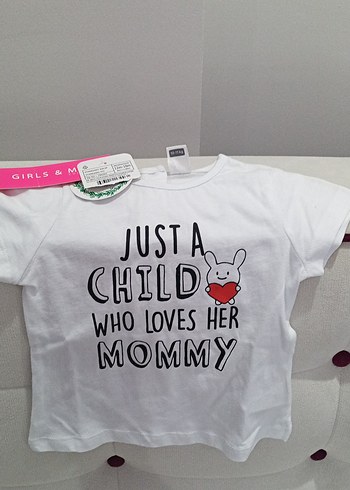 GIRLS & M
JUST A
CHILD
WHO LOVES HER
MOMMY